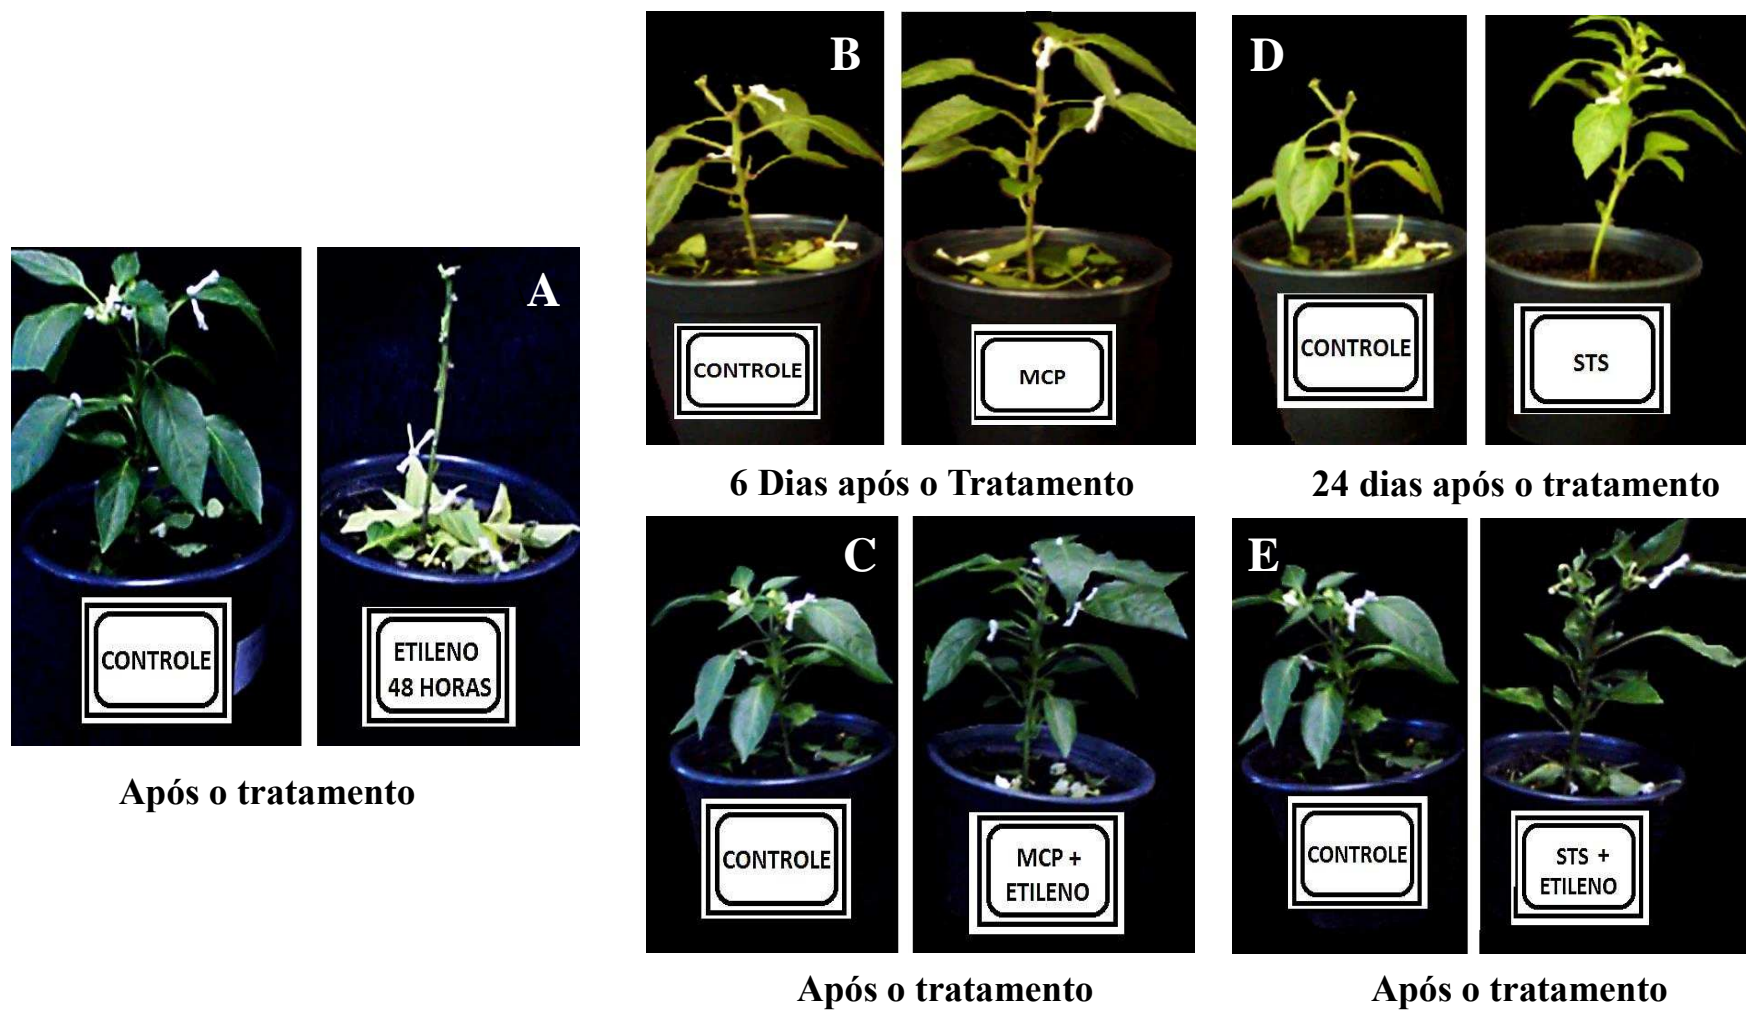 A
CONTROLE
ETILENO
48 HORAS
Após o tratamento
B
CONTROLE
MCP
6 Dias após o Tratamento
C
CONTROLE
MCP +
ETILENO
Após o tratamento
D
CONTROLE
STS
24 dias após o tratamento
E
CONTROLE
STS +
ETILENO
Após o tratamento